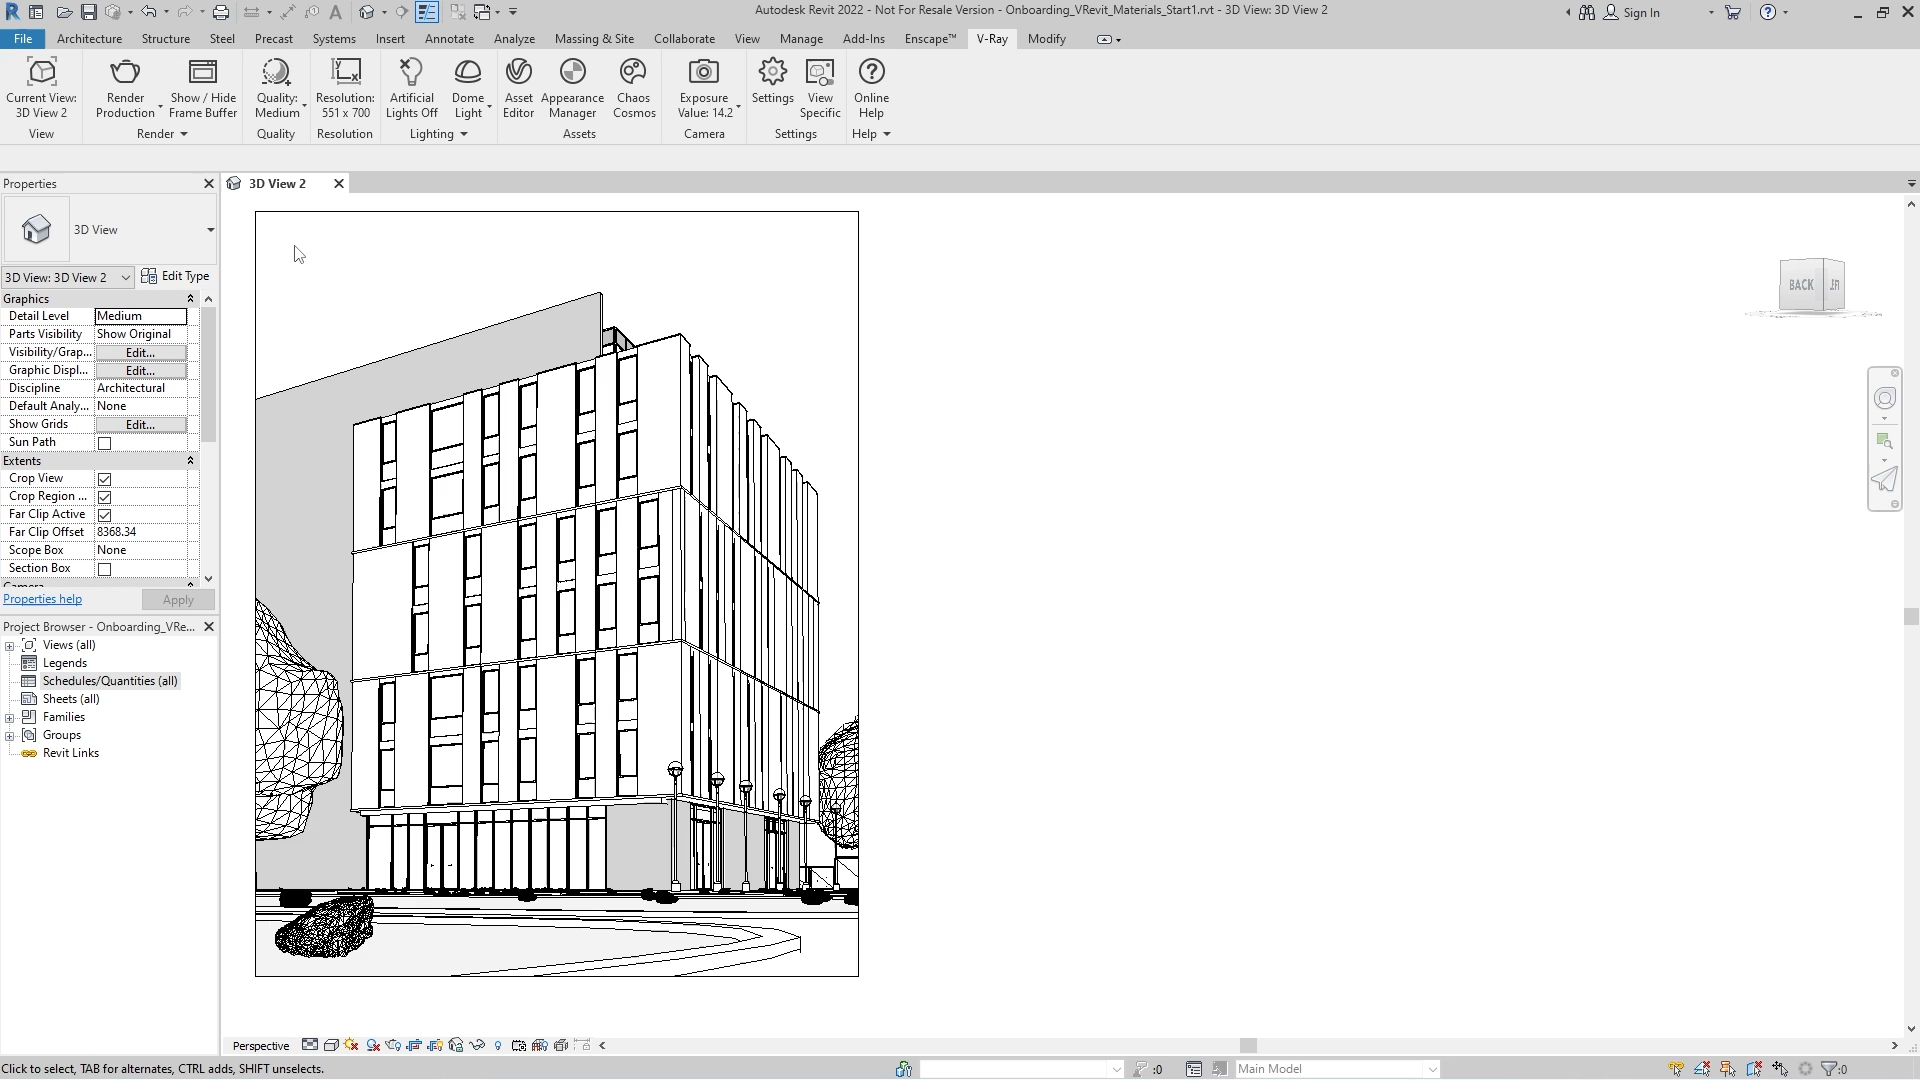 Autodesk Revit 2022 - Not For Resale Version - Onboarding_VRevit_Materials_Start1.rvt - 3D View: 3D View 2
Sign In
File Architecture Structure Steel Precast Systems Insert Annotate Analyze Massing & Site Collaborate View Manage Add-Ins Enscape™ V-Ray Modify
Current View: 3D View 2
Render Production
Show / Hide Frame Buffer
Quality: Medium
Resolution: 551 x 700
Artificial Lights Off
Dome Light
Asset Editor
Appearance Manager
Chaos Cosmos
Exposure Value: 14.2
Settings
View Specific
Online Help
View Render Quality Resolution Lighting Assets Camera Settings Help
Properties
3D View 2
3D View
3D View: 3D View 2 Edit Type
Graphics
Detail Level Medium
Parts Visibility Show Original
Visibility/Grap... Edit...
Graphic Displ... Edit...
Discipline Architectural
Default Analy... None
Show Grids Edit...
Sun Path
Extents
Crop View
Crop Region ...
Far Clip Active
Far Clip Offset 8368.34
Scope Box None
Section Box
Camera
Properties help Apply
Project Browser - Onboarding_VRe...
Views (all)
Legends
Schedules/Quantities (all)
Sheets (all)
Families
Groups
Revit Links
BACK
Perspective
Click to select, TAB for alternates, CTRL adds, SHIFT unselects.
:0
Main Model
:0